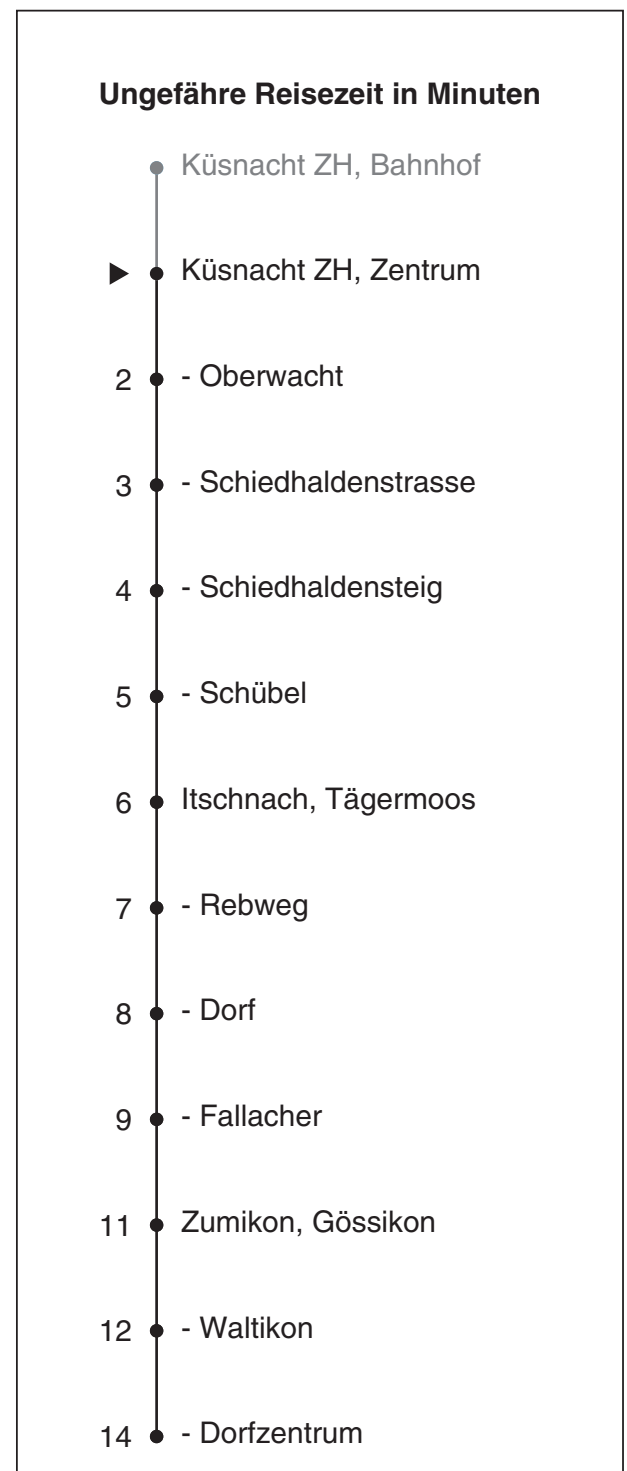 Ungefähre Reisezeit in Minuten
Küsnacht ZH, Bahnhof
Küsnacht ZH, Zentrum
2 - Oberwacht
3 - Schiedhaldenstrasse
4 - Schiedhaldensteig
5 - Schübel
6 Itschnach, Tägermoos
7 - Rebweg
8 - Dorf
9 - Fallacher
11 Zumikon, Gössikon
12 - Waltikon
14 - Dorfzentrum